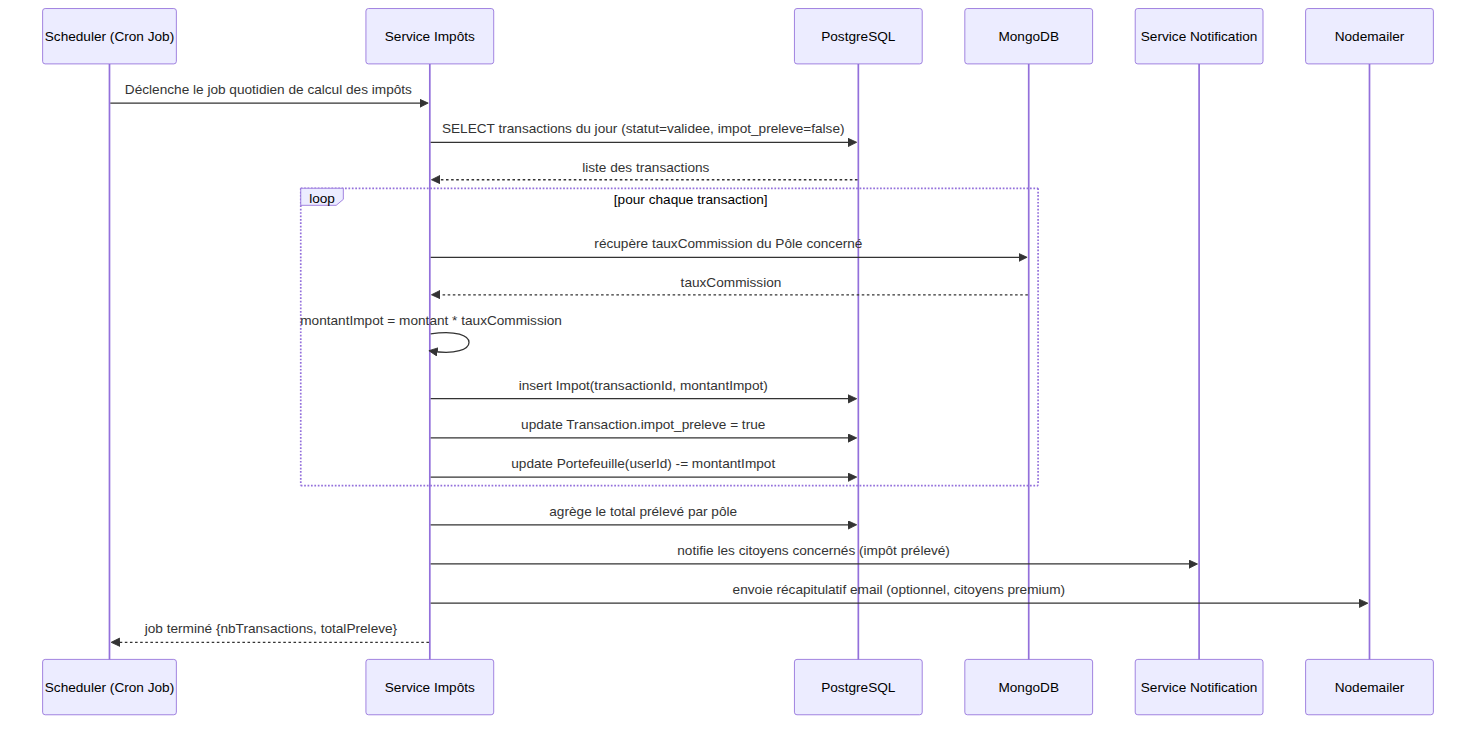 Scheduler (Cron Job)
Service Impôts
PostgreSQL
MongoDB
Service Notification
Nodemailer
Déclenche le job quotidien de calcul des impôts
SELECT transactions du jour (statut=validee, impot_preleve=false)
liste des transactions
loop
[pour chaque transaction]
récupère tauxCommission du Pôle concerné
tauxCommission
montantImpot = montant * tauxCommission
insert Impot(transactionId, montantImpot)
update Transaction.impot_preleve = true
update Portefeuille(userId) -= montantImpot
agrège le total prélevé par pôle
notifie les citoyens concernés (impôt prélevé)
envoie récapitulatif email (optionnel, citoyens premium)
job terminé {nbTransactions, totalPreleve}
Scheduler (Cron Job)
Service Impôts
PostgreSQL
MongoDB
Service Notification
Nodemailer